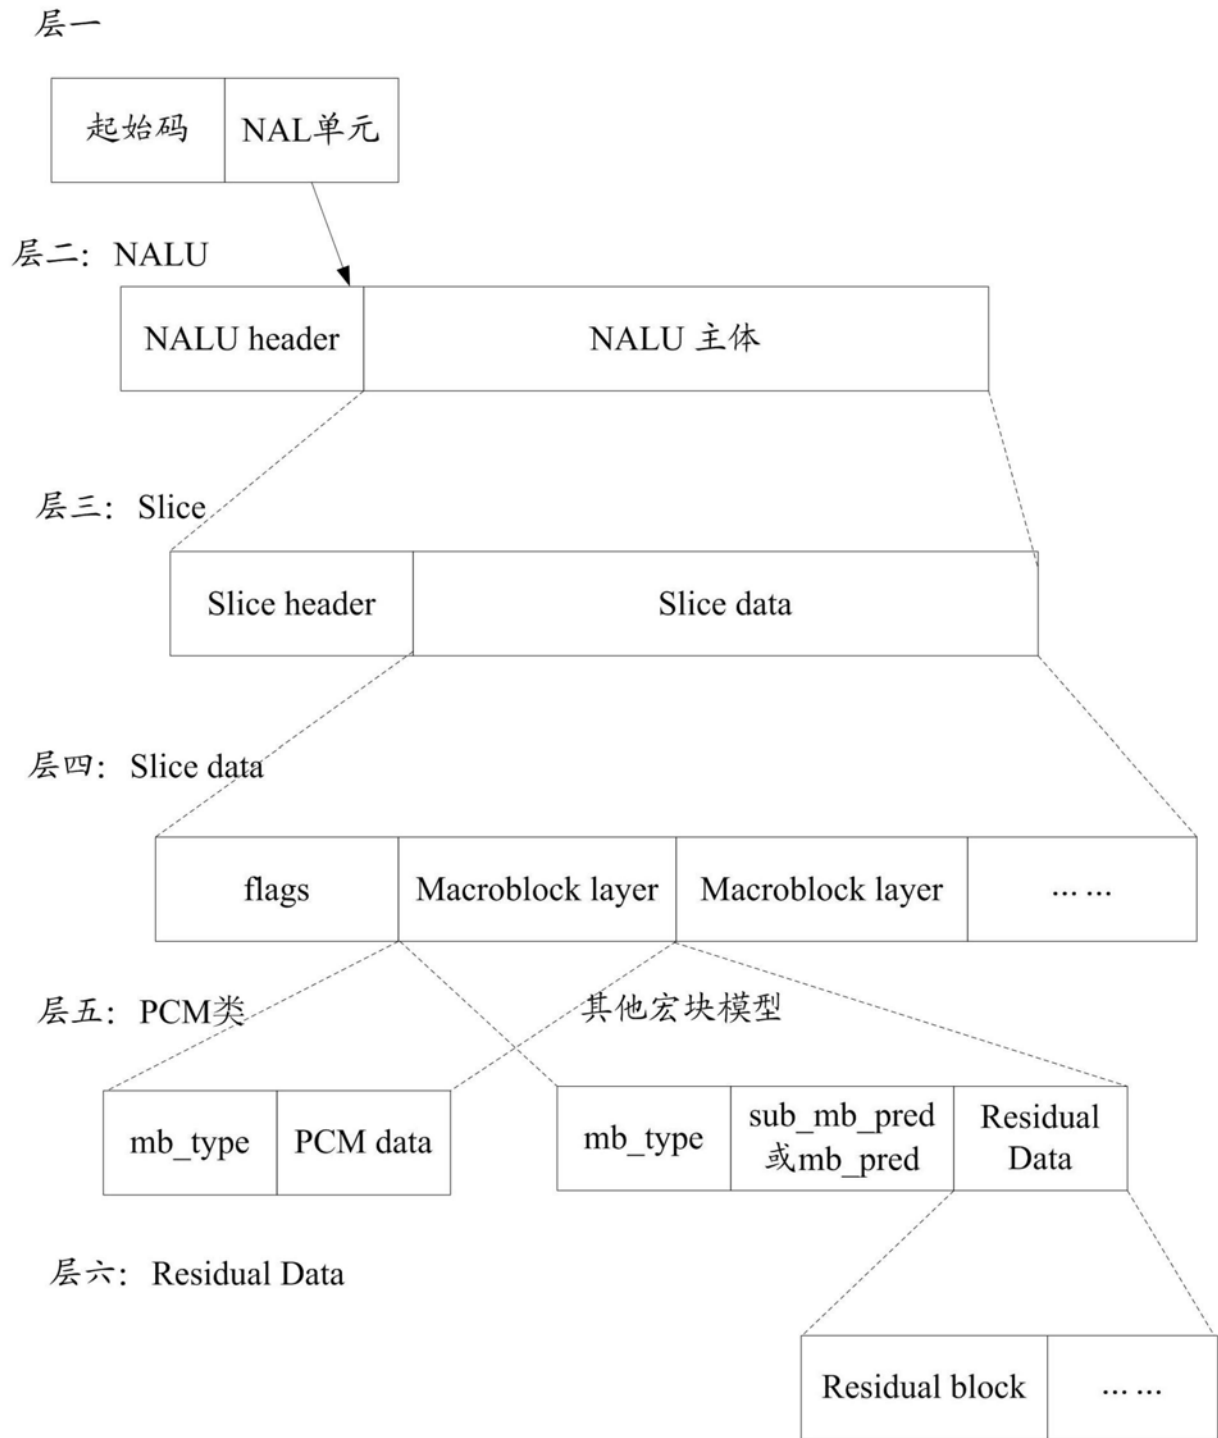 层一
起始码 NAL单元
层二：NALU
NALU header NALU 主体
层三：Slice
Slice header Slice data
层四：Slice data
flags Macroblock layer Macroblock layer ... ...
层五：PCM类 其他宏块模型
mb_type PCM data mb_type sub_mb_pred
或mb_pred Residual
Data
层六：Residual Data
Residual block ... ...